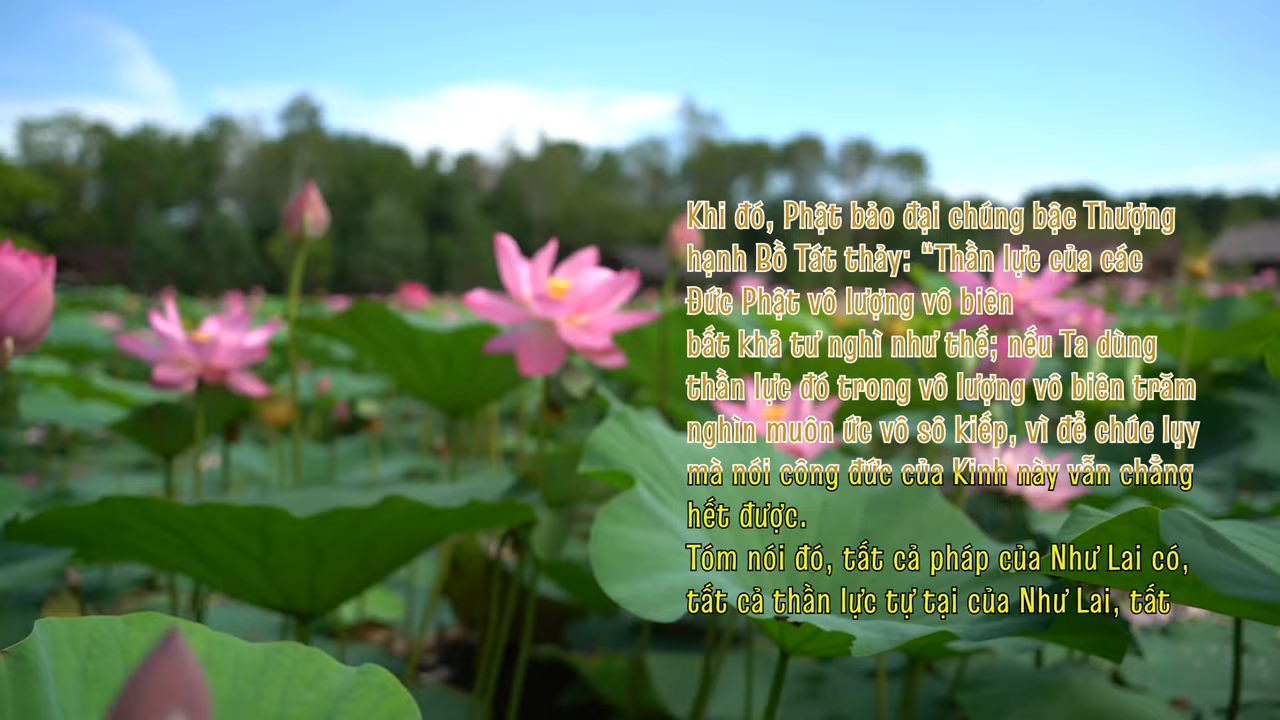 Khi đó, Phật bảo đại chúng bậc Thượng
hạnh Bồ Tát thảy: “Thần lực của các
Đức Phật vô lượng vô biên
bất khả tư nghì như thế; nếu Ta dùng
thần lực đó trong vô lượng vô biên trăm
nghìn muôn ức vô sô kiếp, vì để chúc lụy
mà nói công đức của Kinh này vẫn chẳng
hết được.
Tóm nói đó, tất cả pháp của Như Lai có,
tất cả thần lực tự tại của Như Lai, tất